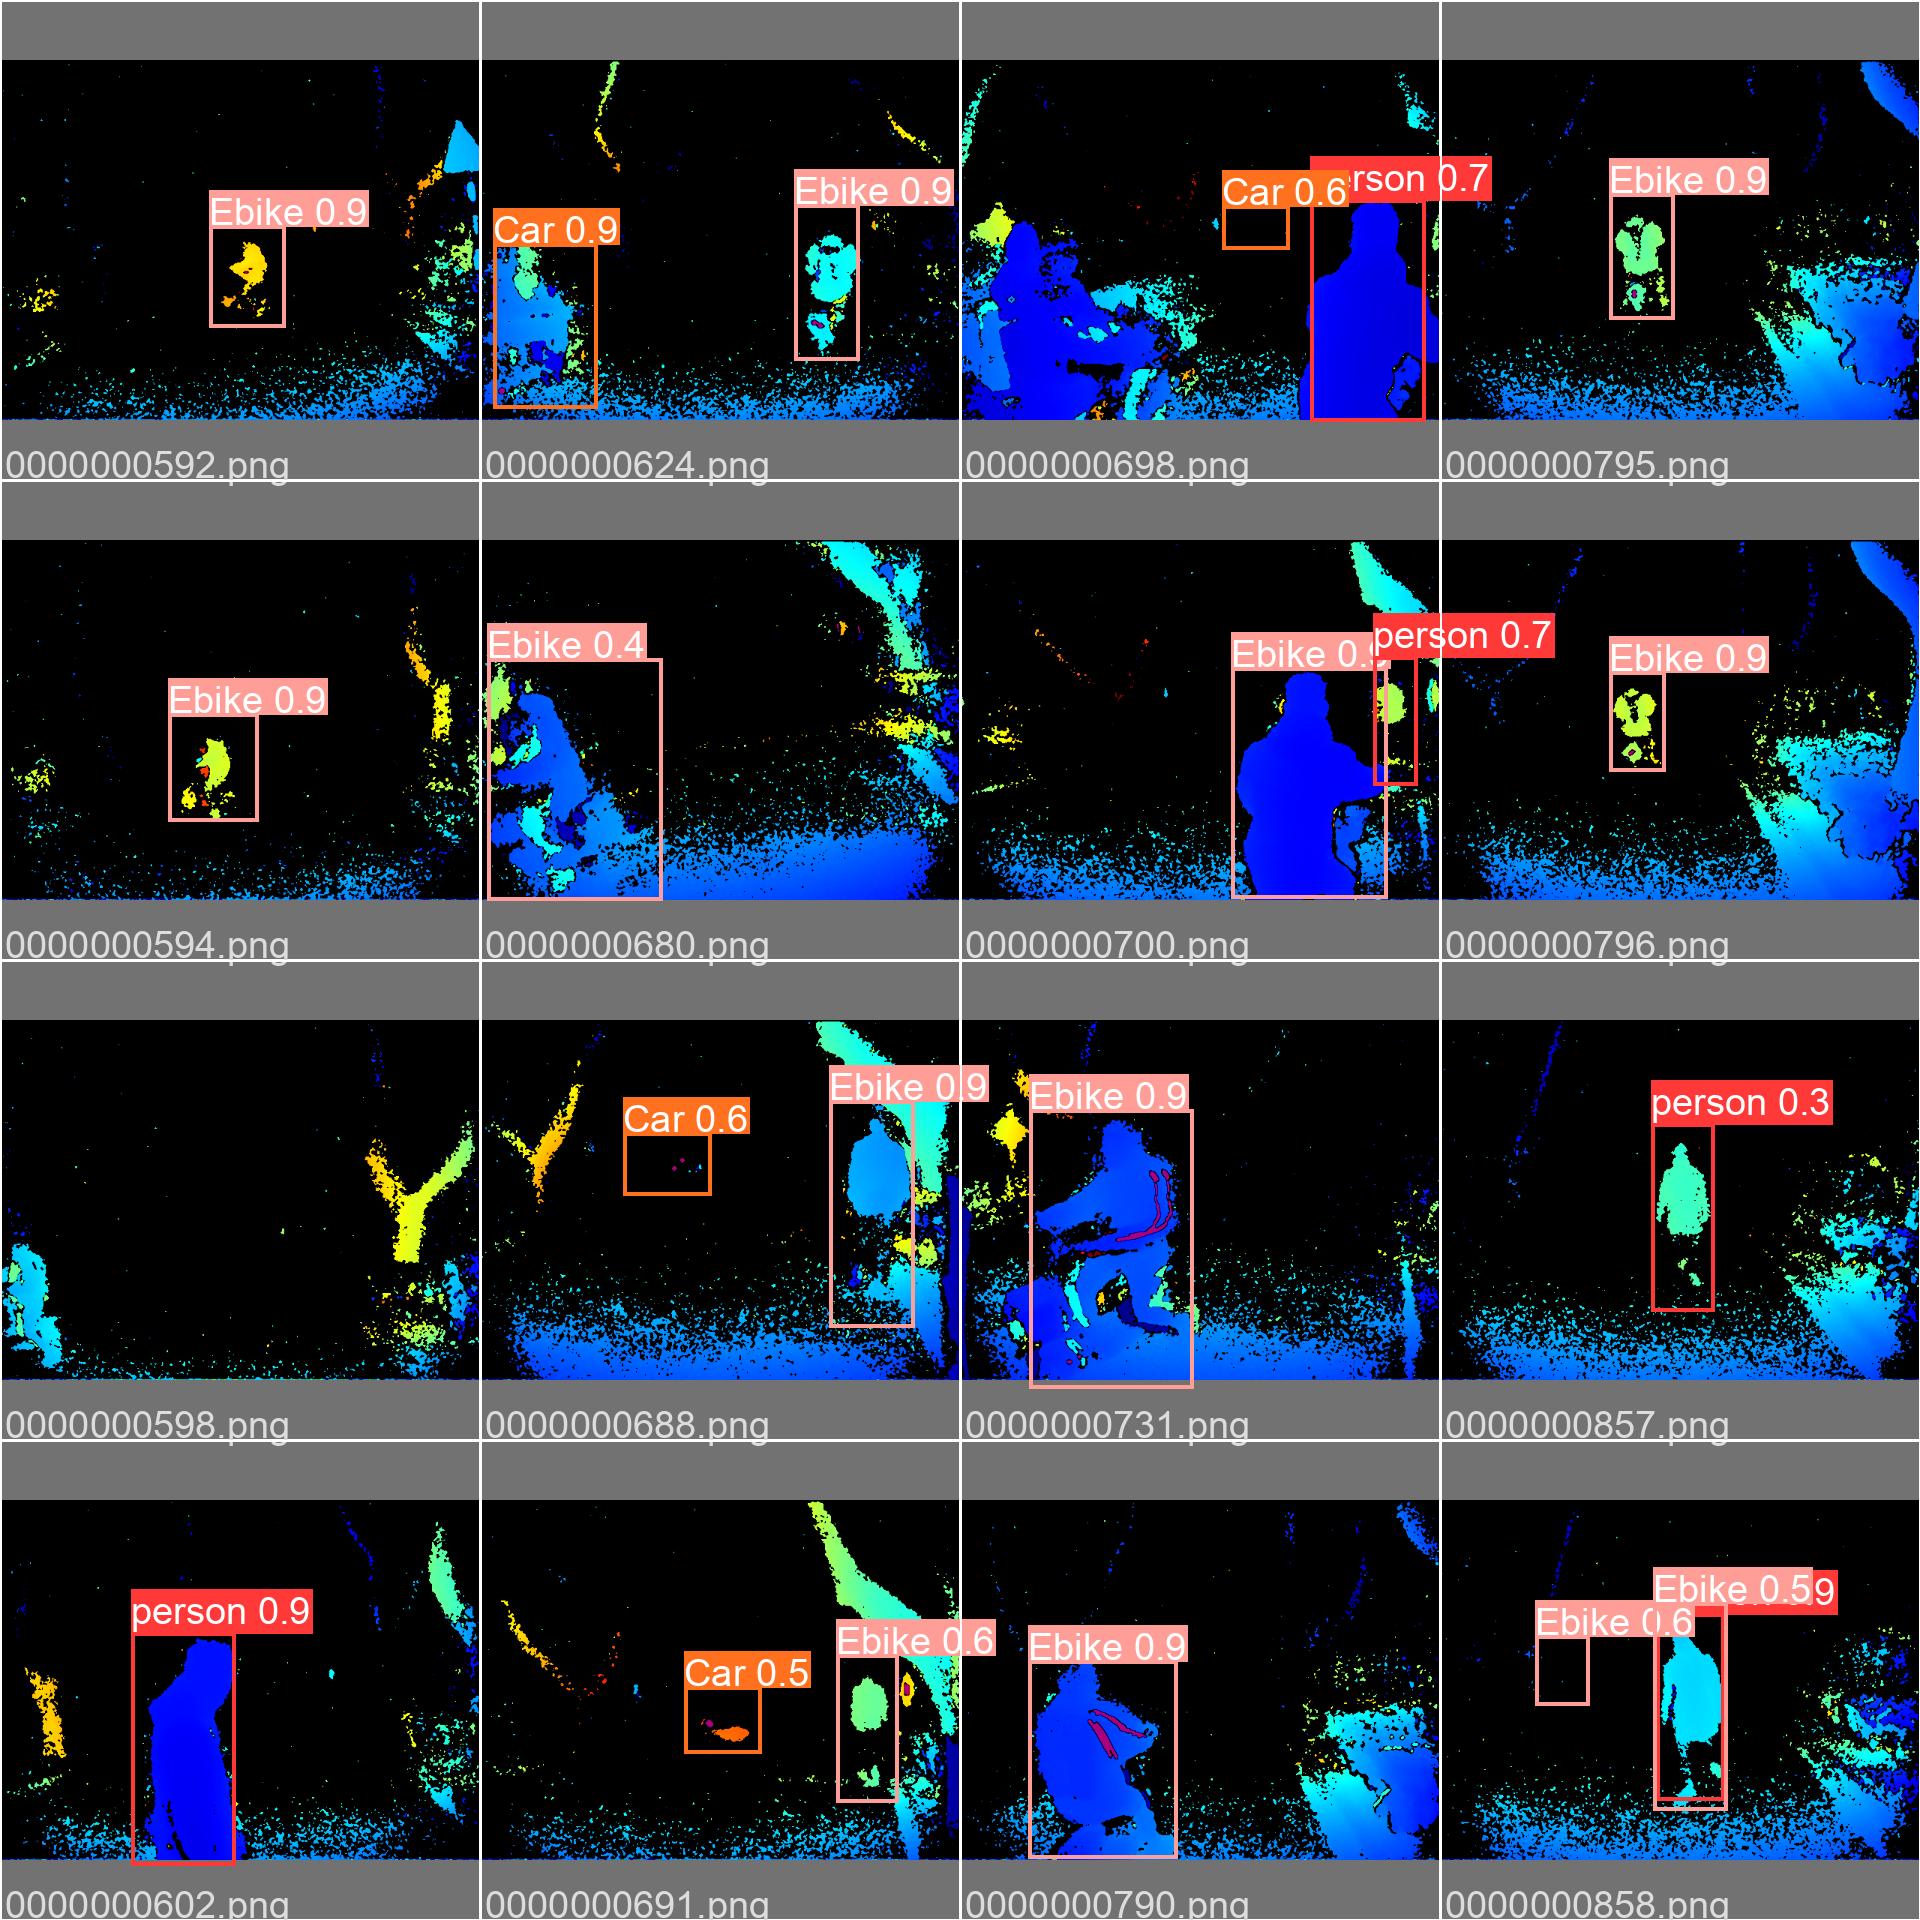 Ebike 0.9
Car 0.9
Ebike 0.9
Car 0.6
erson 0.7
Ebike 0.9
0000000592.png
0000000624.png
0000000698.png
0000000795.png
Ebike 0.9
Ebike 0.4
Ebike 0.9
person 0.7
Ebike 0.9
0000000594.png
0000000680.png
0000000700.png
0000000796.png
Car 0.6
Ebike 0.9
Ebike 0.9
person 0.3
0000000598.png
0000000688.png
0000000731.png
0000000857.png
person 0.9
Car 0.5
Ebike 0.6
Ebike 0.9
Ebike 0.6
Ebike 0.5
9
0000000602.png
0000000691.png
0000000790.png
0000000858.png